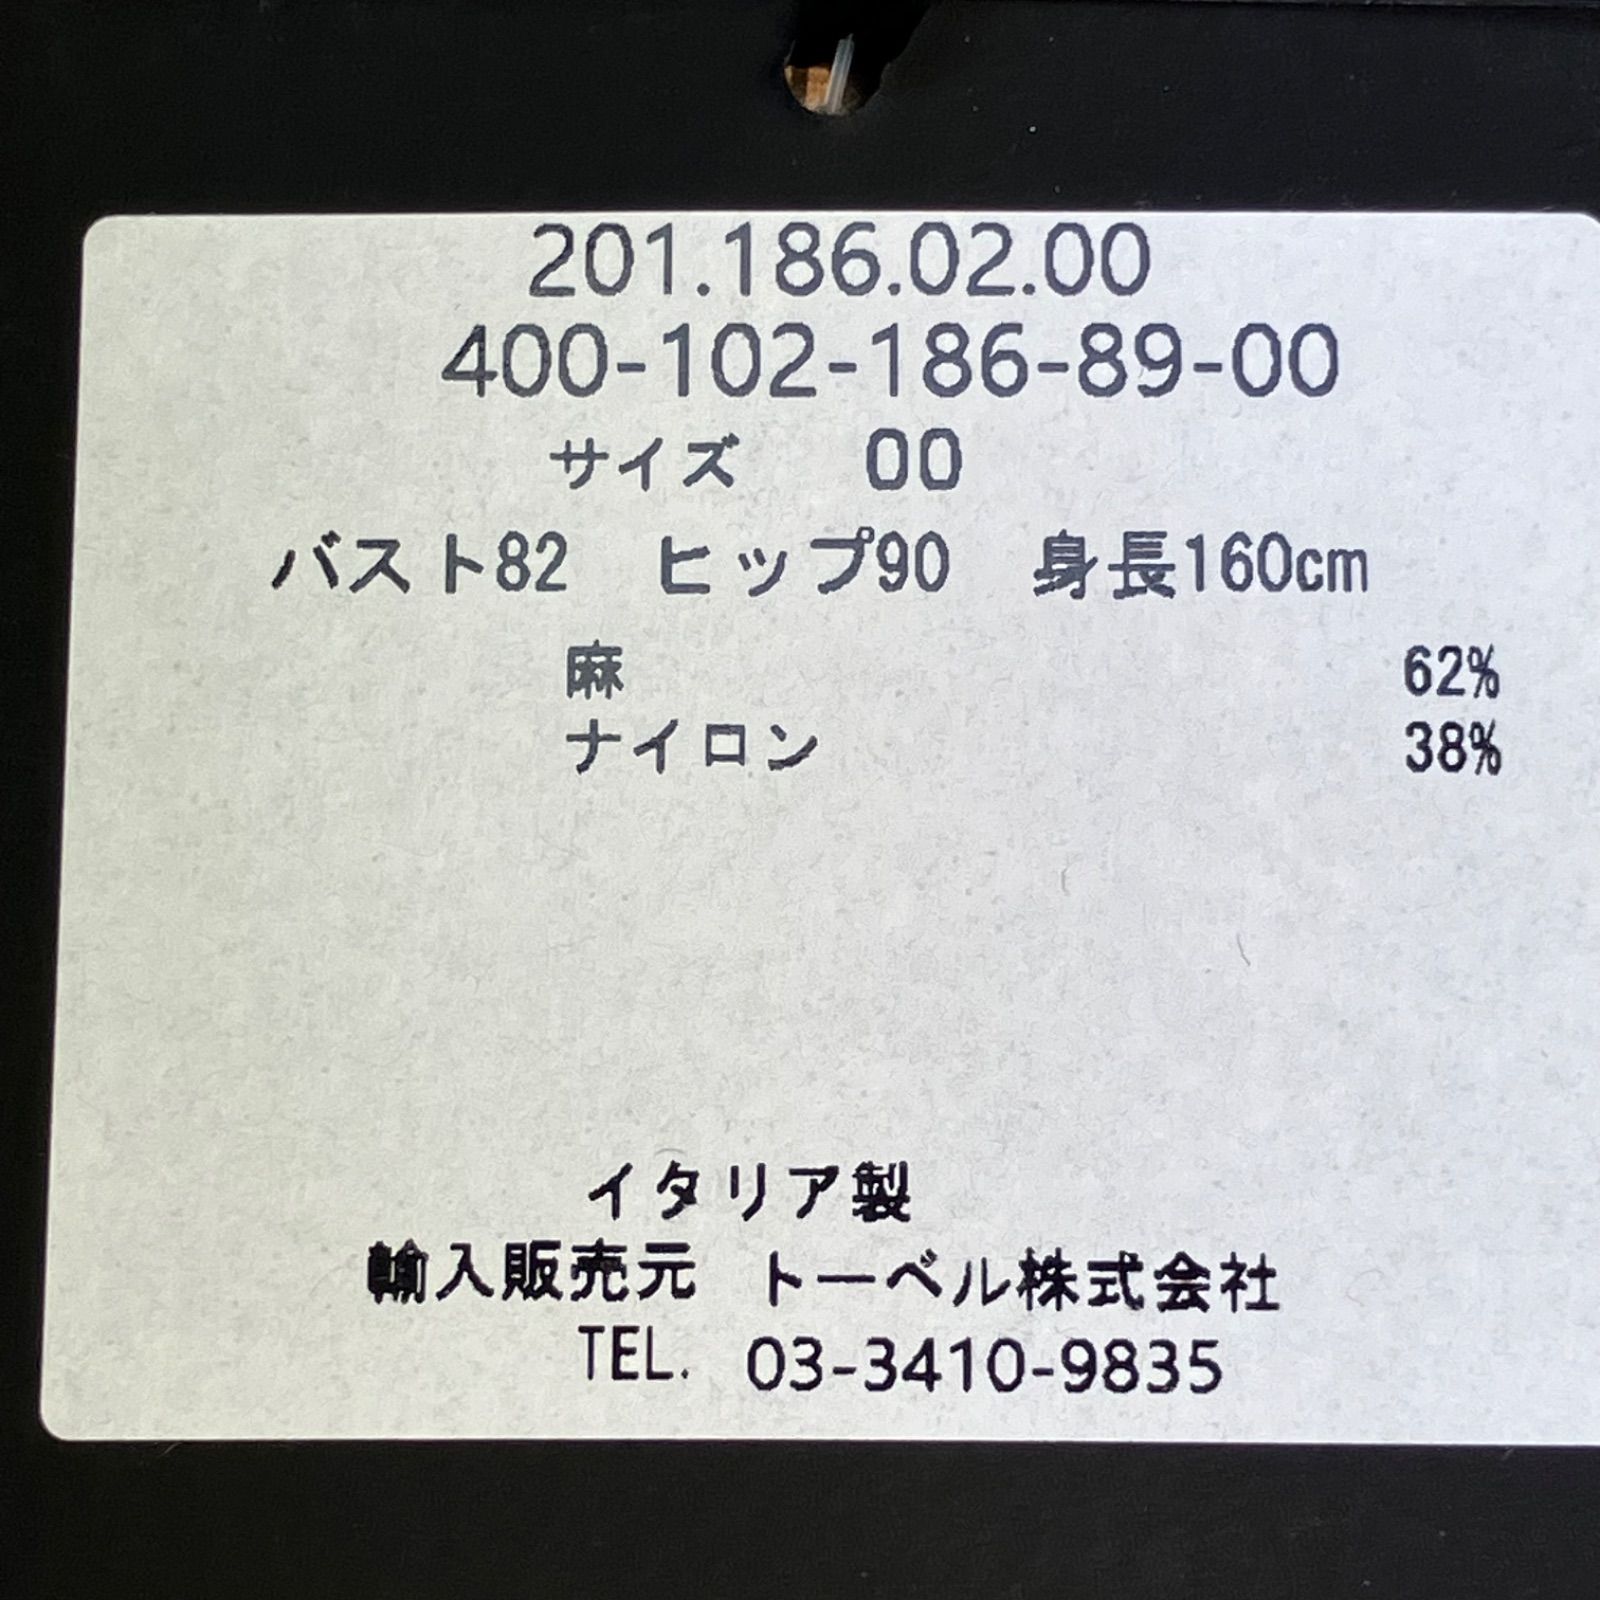 201.186.02.00
400-102-186-89-00
サイズ 00
バスト82 ヒップ90 身長160cm
麻 62%
ナイロン 38%
イタリア製
輸入販売元 トーベル株式会社
TEL. 03-3410-9835